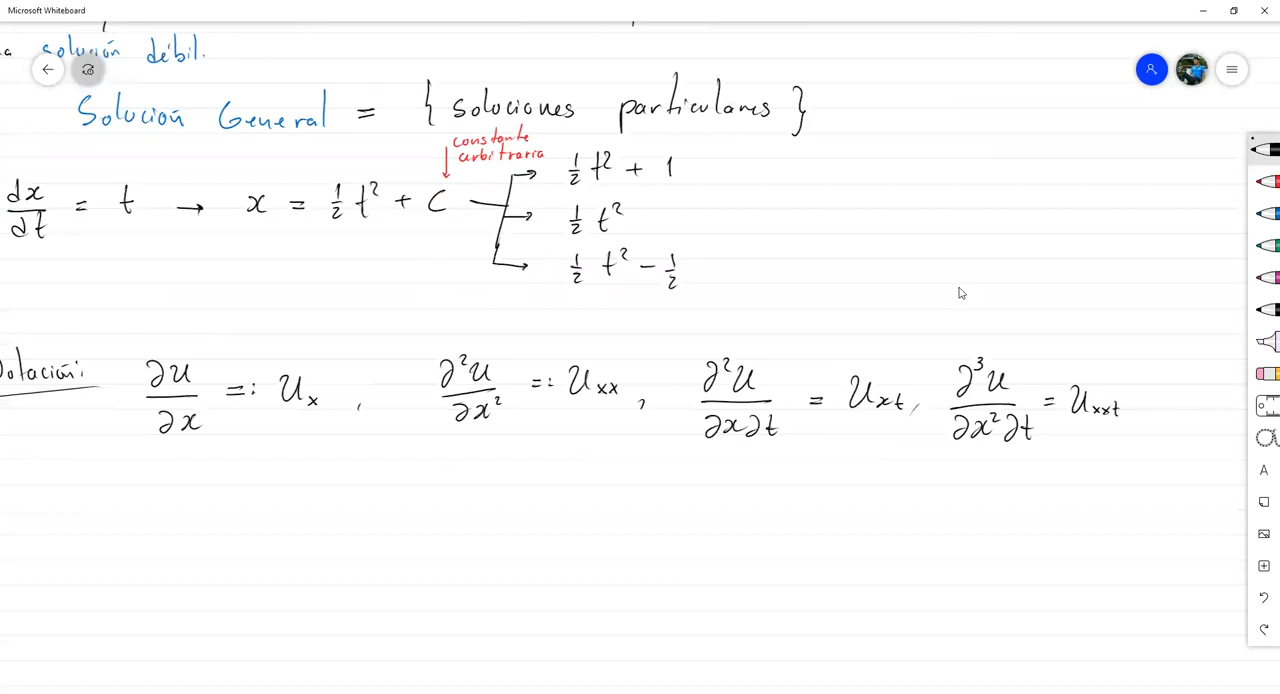 Microsoft Whiteboard
solución débil.
Solución General = { soluciones particulares }
constante
arbitraria
dx/dt = t → x = 1/2 t² + C
1/2 t² + 1
1/2 t²
1/2 t² − 1/2
∂u/∂x =: u_x , ∂²u/∂x² =: u_xx , ∂²u/∂x∂t = u_xt, ∂³u/∂x²∂t = u_xxt